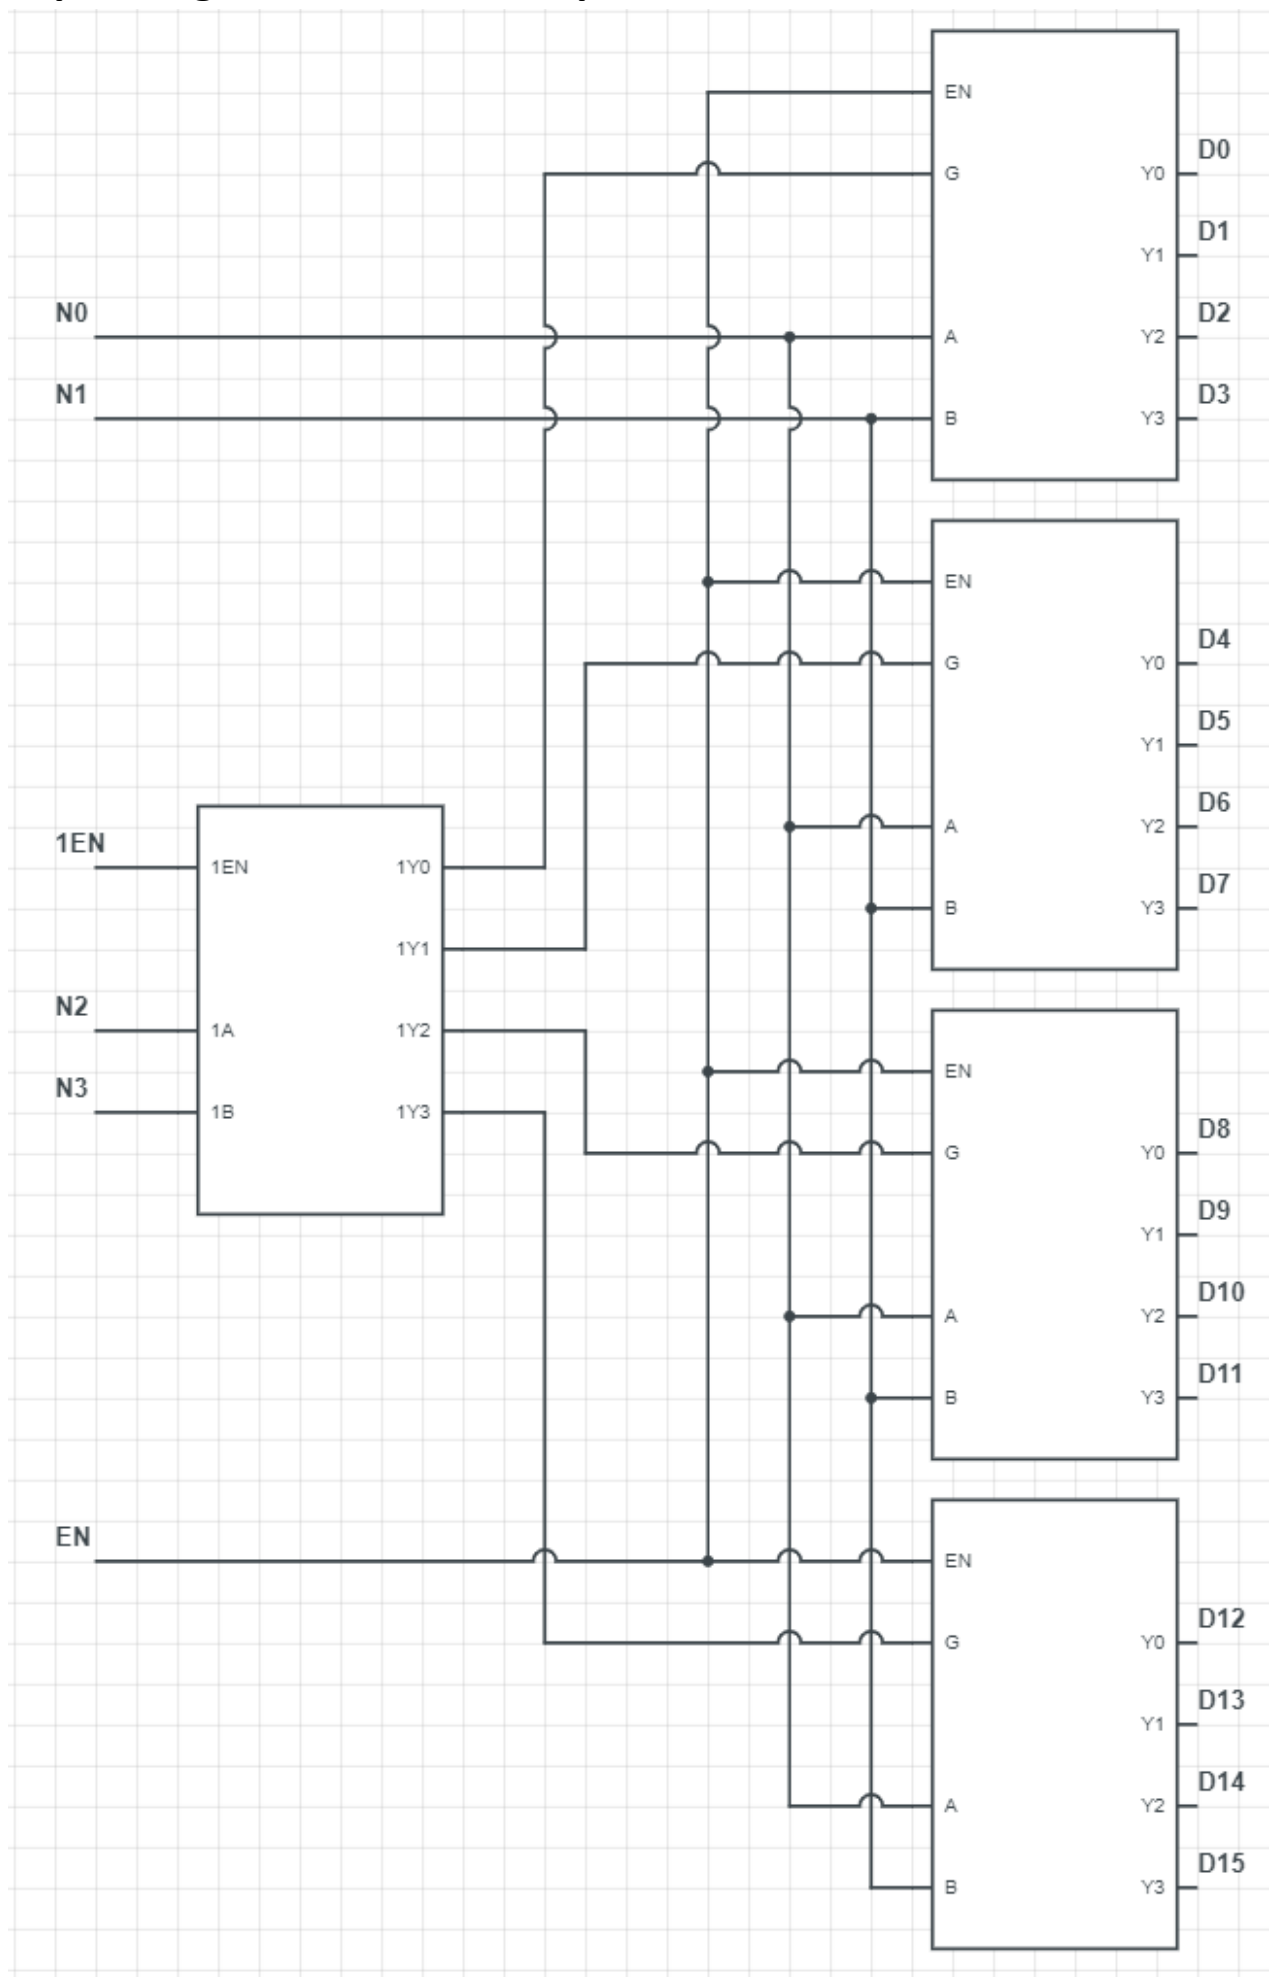 EN
D0
G Y0
D1
Y1
N0 D2
A Y2
N1 D3
B Y3
EN
D4
G Y0
D5
Y1
D6
A Y2
1EN
1EN 1Y0
D7
B Y3
1Y1
N2
1A 1Y2
EN
N3
1B 1Y3
D8
G Y0
D9
Y1
D10
A Y2
D11
B Y3
EN
EN
D12
G Y0
D13
Y1
D14
A Y2
D15
B Y3